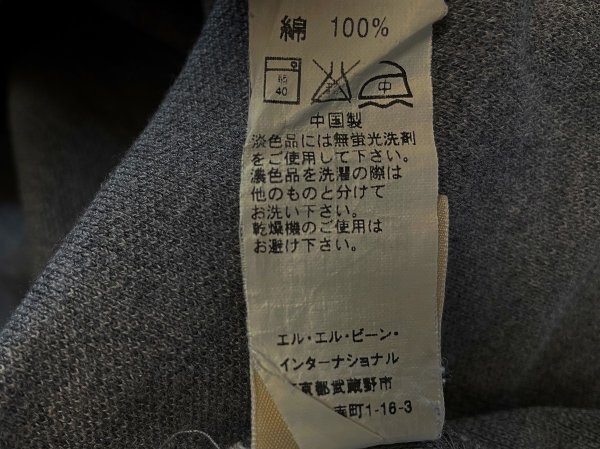 綿 100%
40
中
中国製
淡色品には無蛍光洗剤
をご使用して下さい。
濃色品を洗濯の際は
他のものと分けて
お洗い下さい。
乾燥機のご使用は
お避け下さい。
エル・エル・ビーン・
インターナショナル
京都武蔵野市
町1-16-3